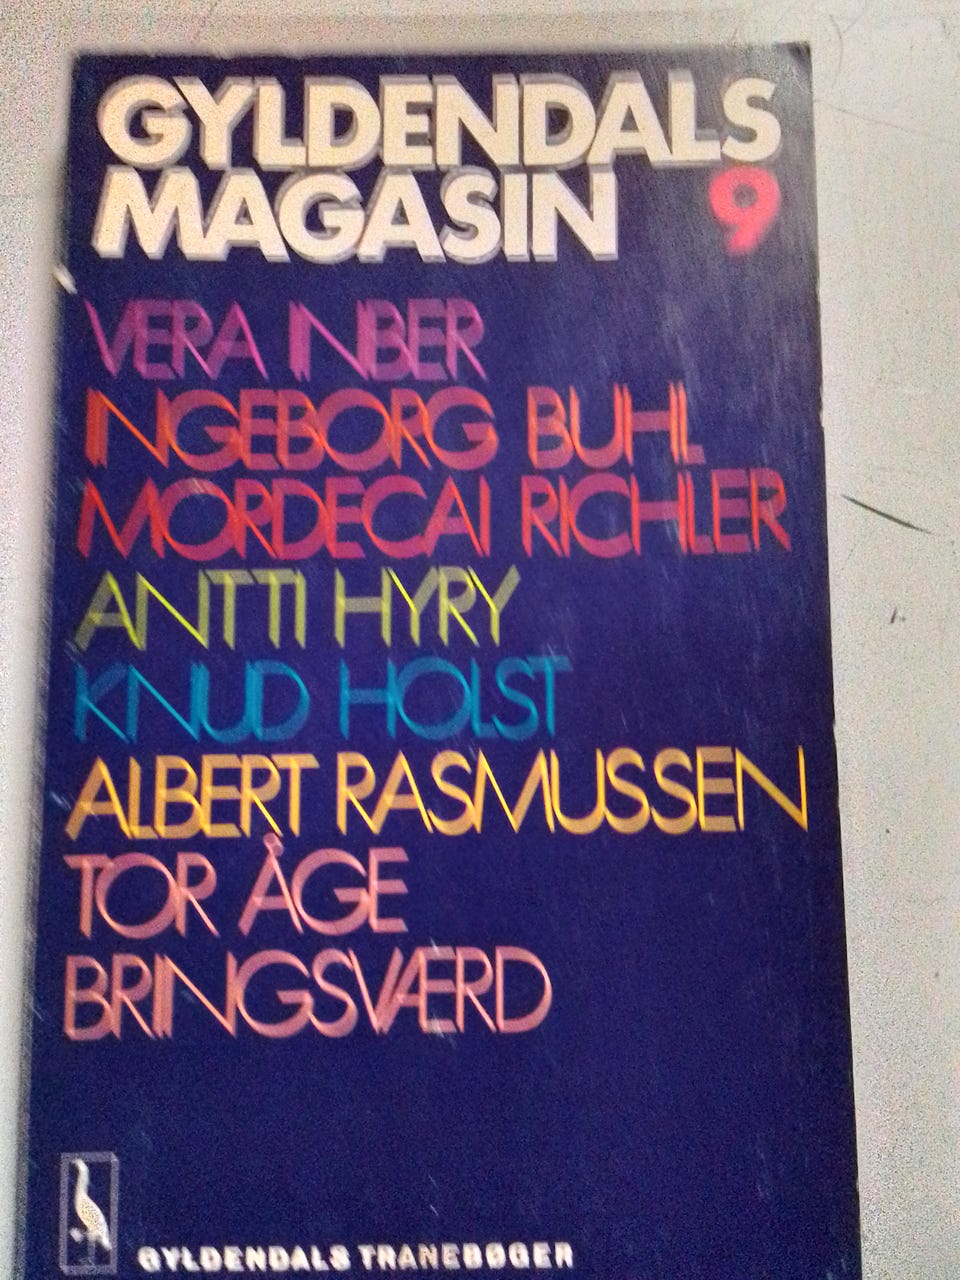 GYLDENDALS
MAGASIN 9
VERA INBER
INGEBORG BUHL
MORDECAI RICHLER
ANTTI HYRY
KNUD HOLST
ALBERT RASMUSSEN
TOR ÅGE
BRINGSVÆRD
GYLDENDALS TRANEBØGER